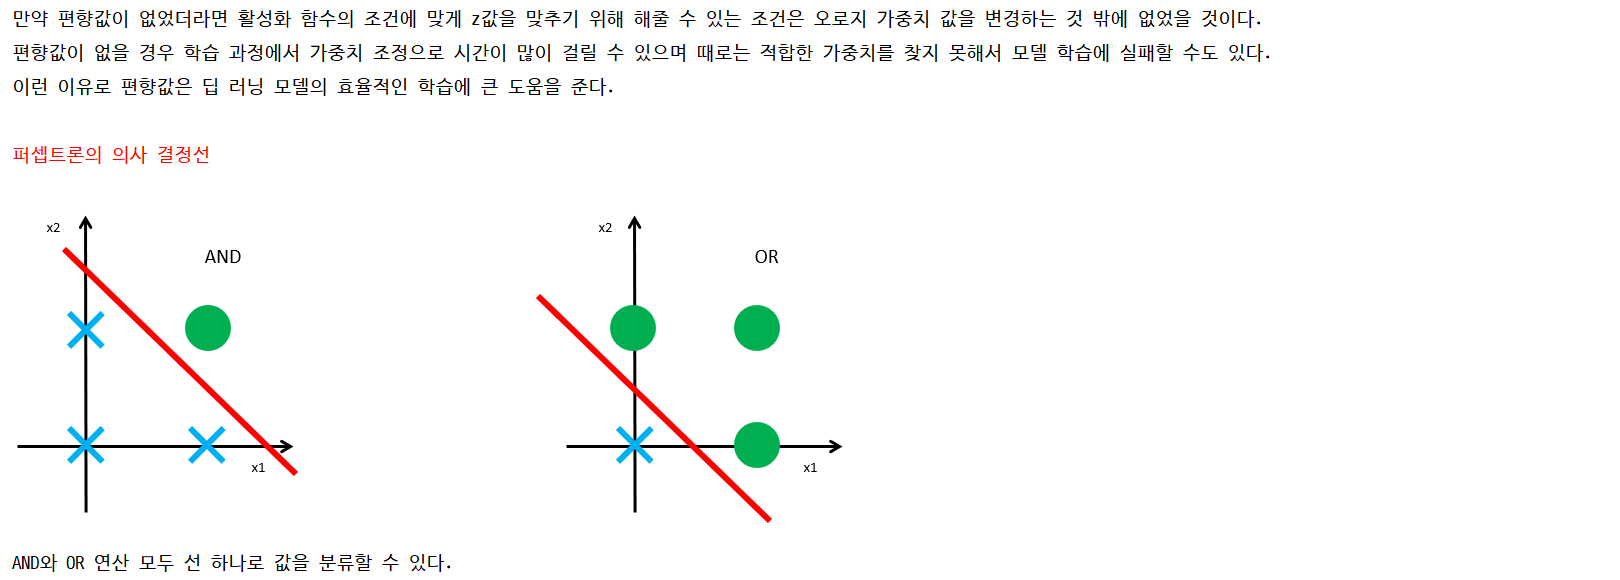 만약 편향값이 없었더라면 활성화 함수의 조건에 맞게 z값을 맞추기 위해 해줄 수 있는 조건은 오로지 가중치 값을 변경하는 것 밖에 없었을 것이다.
편향값이 없을 경우 학습 과정에서 가중치 조정으로 시간이 많이 걸릴 수 있으며 때로는 적합한 가중치를 찾지 못해서 모델 학습에 실패할 수도 있다.
이런 이유로 편향값은 딥 러닝 모델의 효율적인 학습에 큰 도움을 준다.
퍼셉트론의 의사 결정선
x2
AND
x1
x2
OR
x1
AND와 OR 연산 모두 선 하나로 값을 분류할 수 있다.